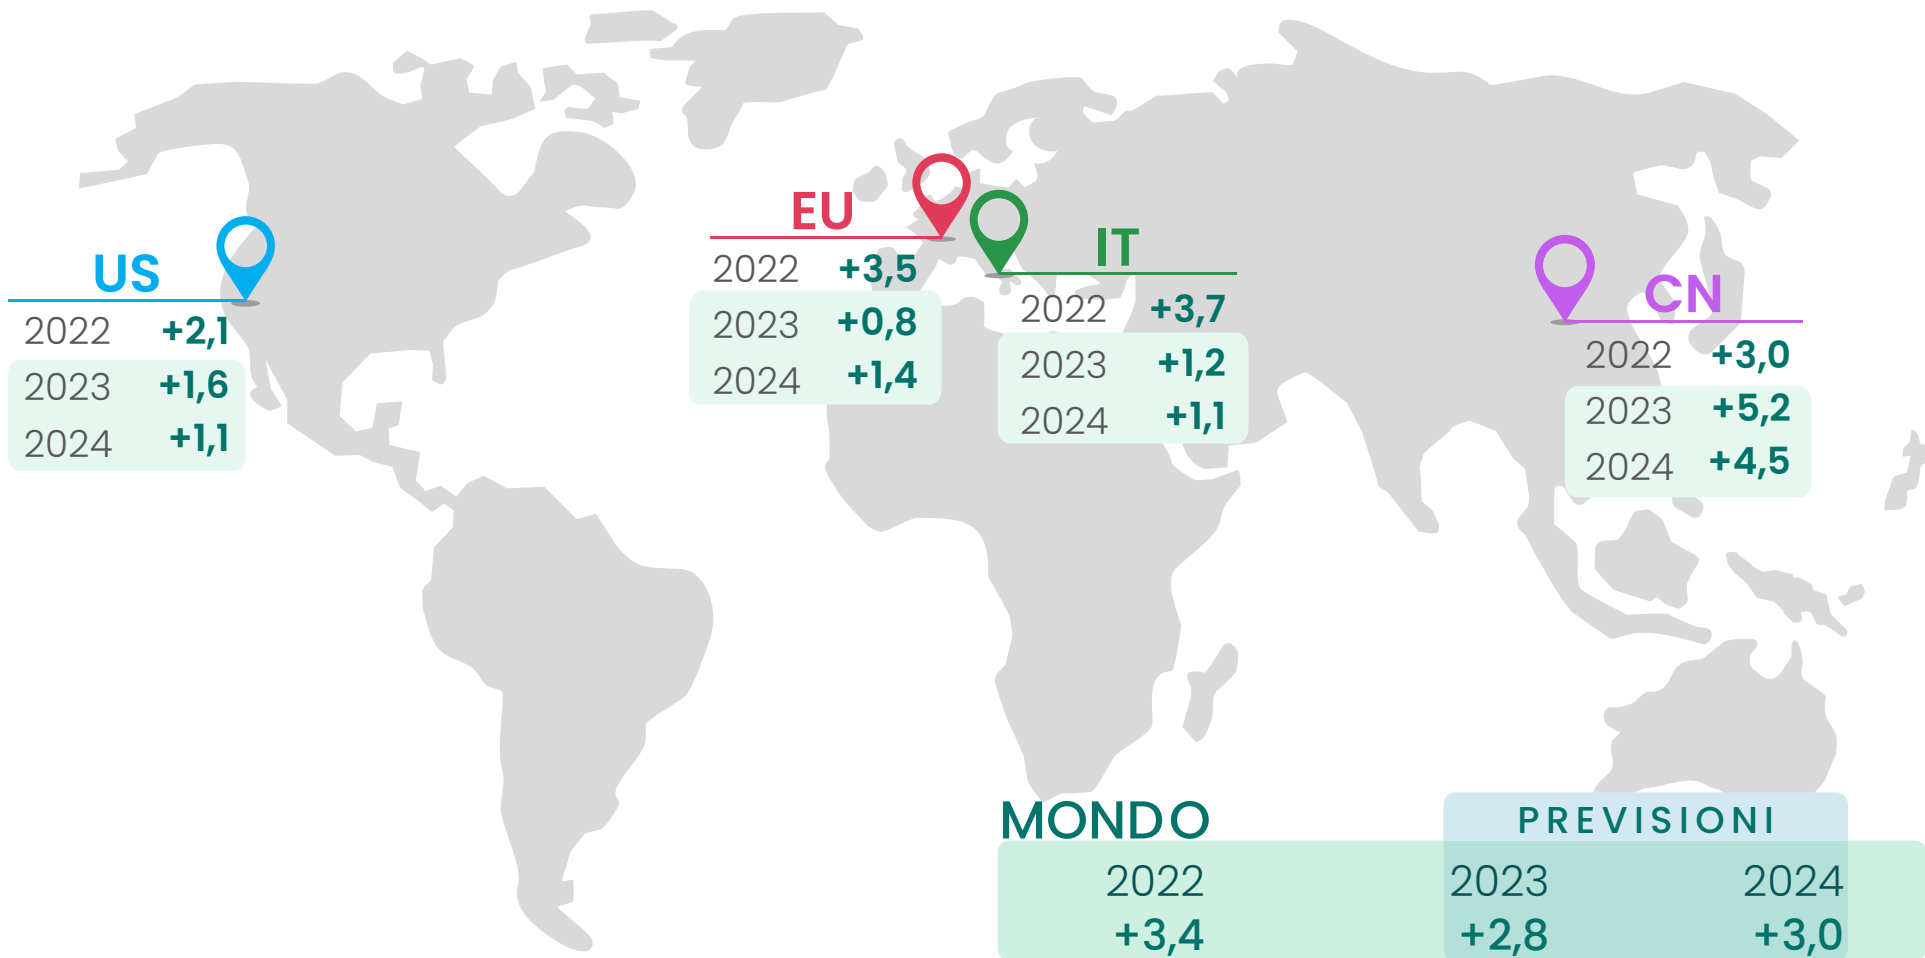 US
2022 +2,1
2023 +1,6
2024 +1,1
EU
2022 +3,5
2023 +0,8
2024 +1,4
IT
2022 +3,7
2023 +1,2
2024 +1,1
CN
2022 +3,0
2023 +5,2
2024 +4,5
MONDO
PREVISIONI
2022 2023 2024
+3,4 +2,8 +3,0